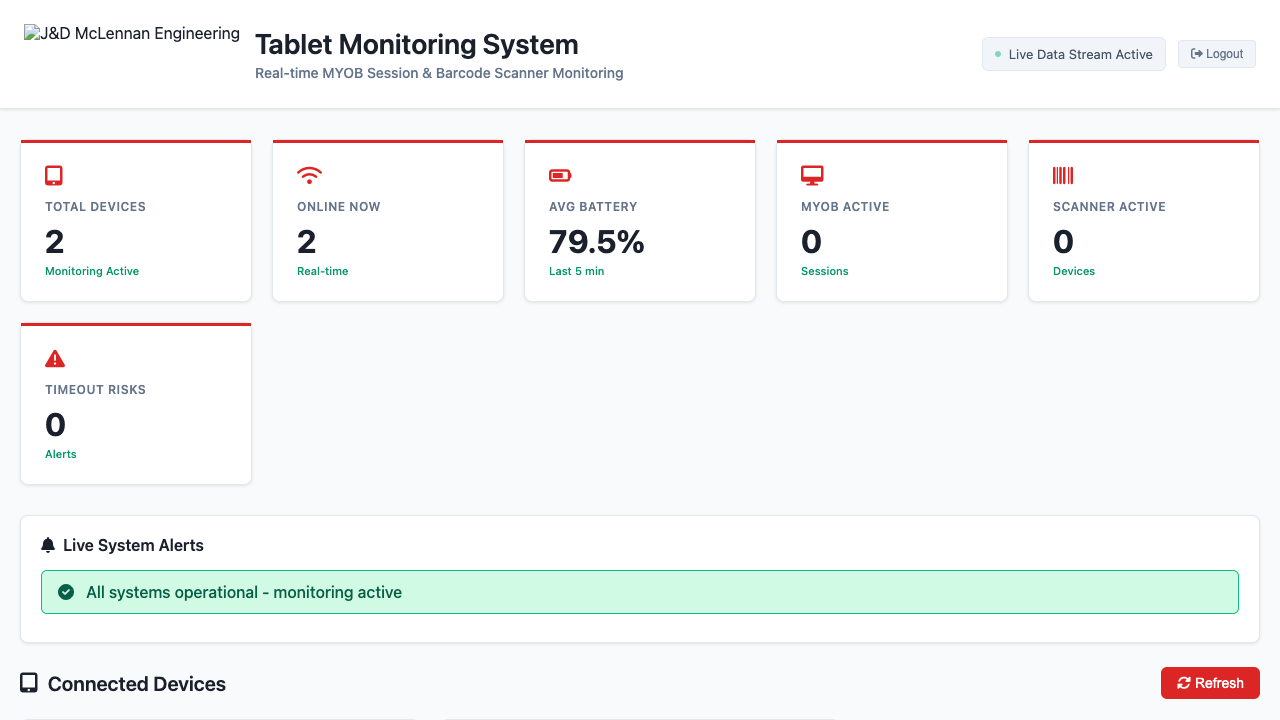 J&D McLennan Engineering
Tablet Monitoring System
Real-time MYOB Session & Barcode Scanner Monitoring
Live Data Stream Active
Logout
TOTAL DEVICES
2
Monitoring Active
ONLINE NOW
2
Real-time
AVG BATTERY
79.5%
Last 5 min
MYOB ACTIVE
0
Sessions
SCANNER ACTIVE
0
Devices
TIMEOUT RISKS
0
Alerts
Live System Alerts
All systems operational - monitoring active
Connected Devices
Refresh